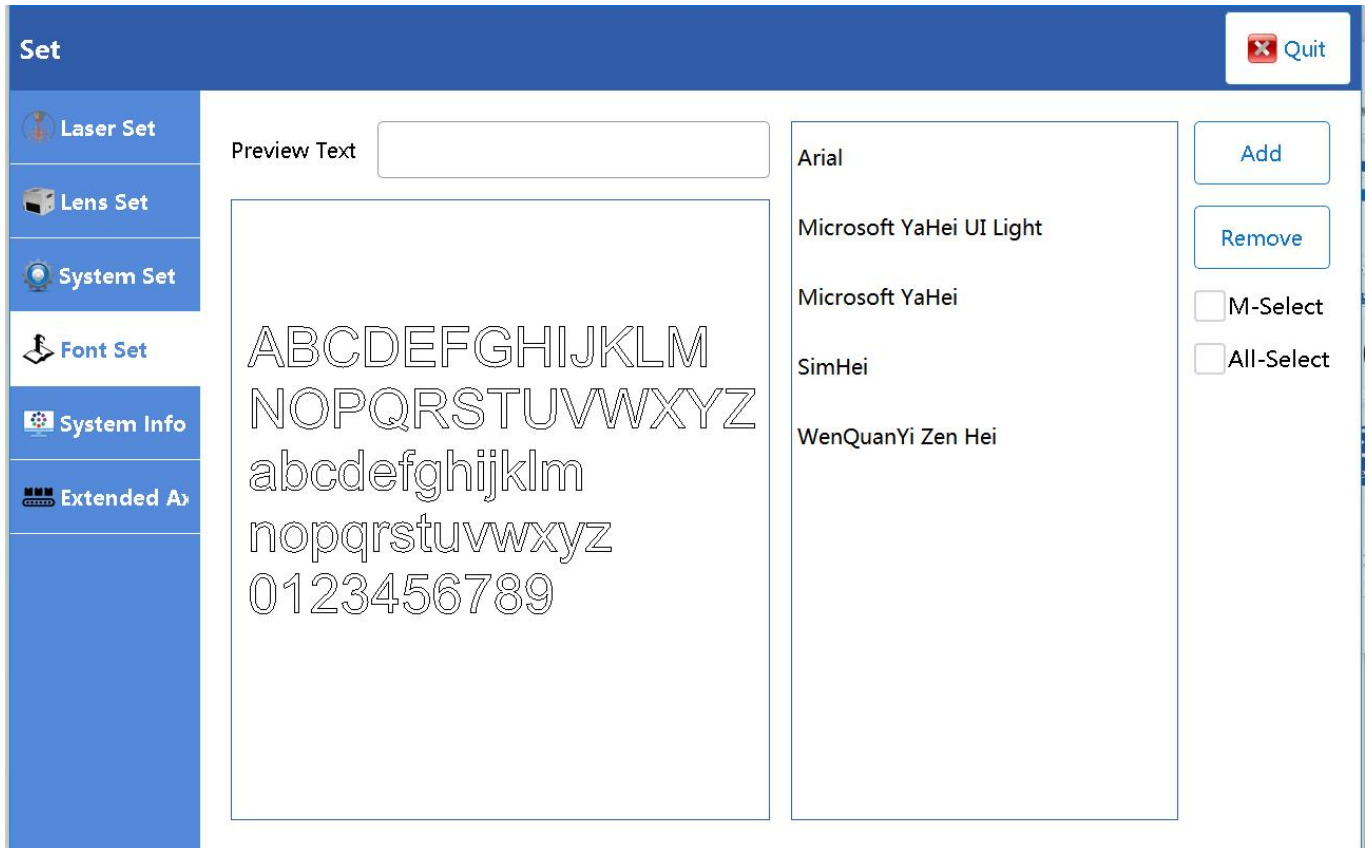 Set
Quit
Laser Set
Lens Set
System Set
Font Set
System Info
Extended Ax
Preview Text
ABCDEFGHIJKLM
NOPQRSTUVWXYZ
abcdefghijklm
nopqrstuvwxyz
0123456789
Arial
Microsoft YaHei UI Light
Microsoft YaHei
SimHei
WenQuanYi Zen Hei
Add
Remove
M-Select
All-Select